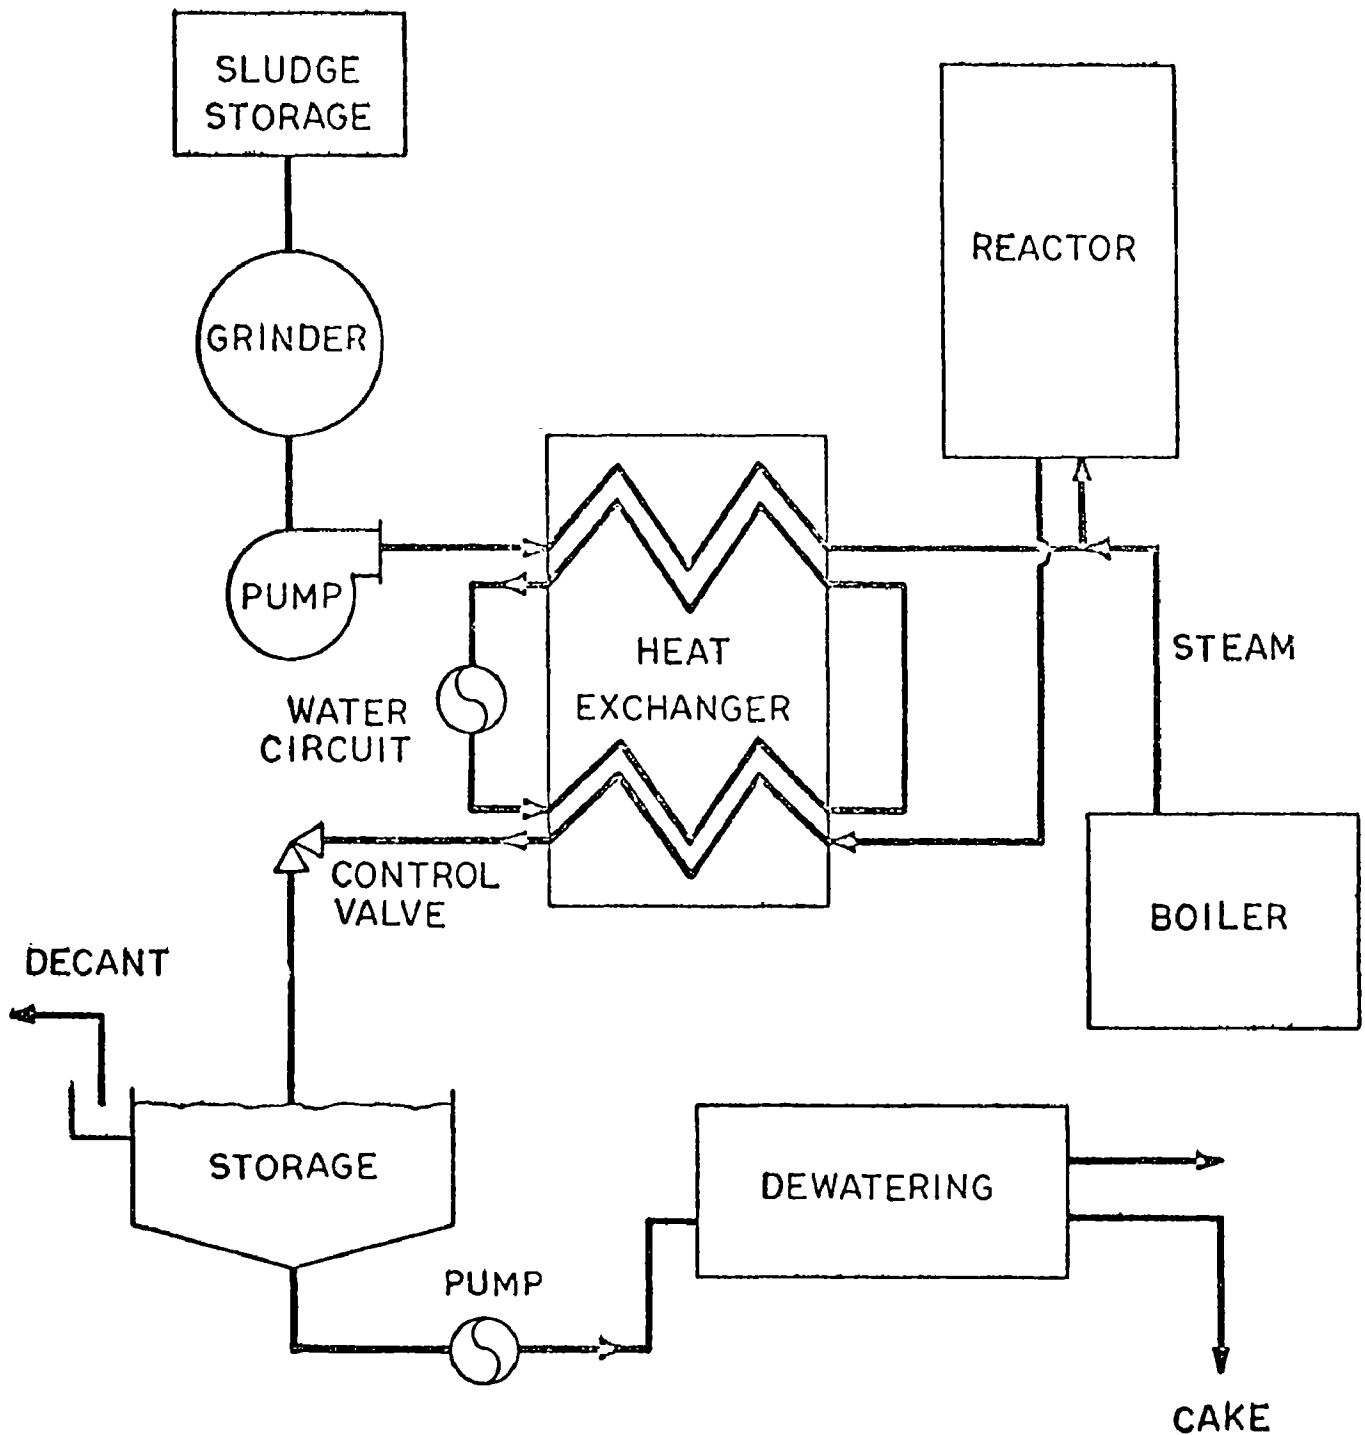 SLUDGE
STORAGE
REACTOR
GRINDER
PUMP
HEAT
EXCHANGER
STEAM
WATER
CIRCUIT
CONTROL
VALVE
BOILER
DECANT
STORAGE
DEWATERING
PUMP
CAKE